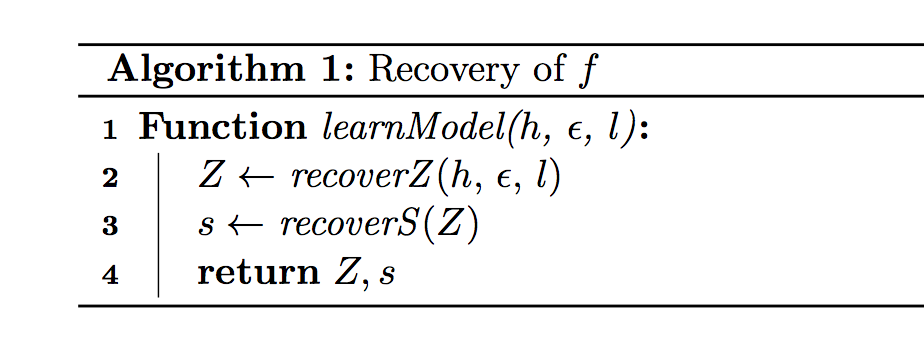 Algorithm 1: Recovery of f
1 Function learnModel(h, ϵ, l):
2 Z ← recoverZ(h, ϵ, l)
3 s ← recoverS(Z)
4 return Z, s